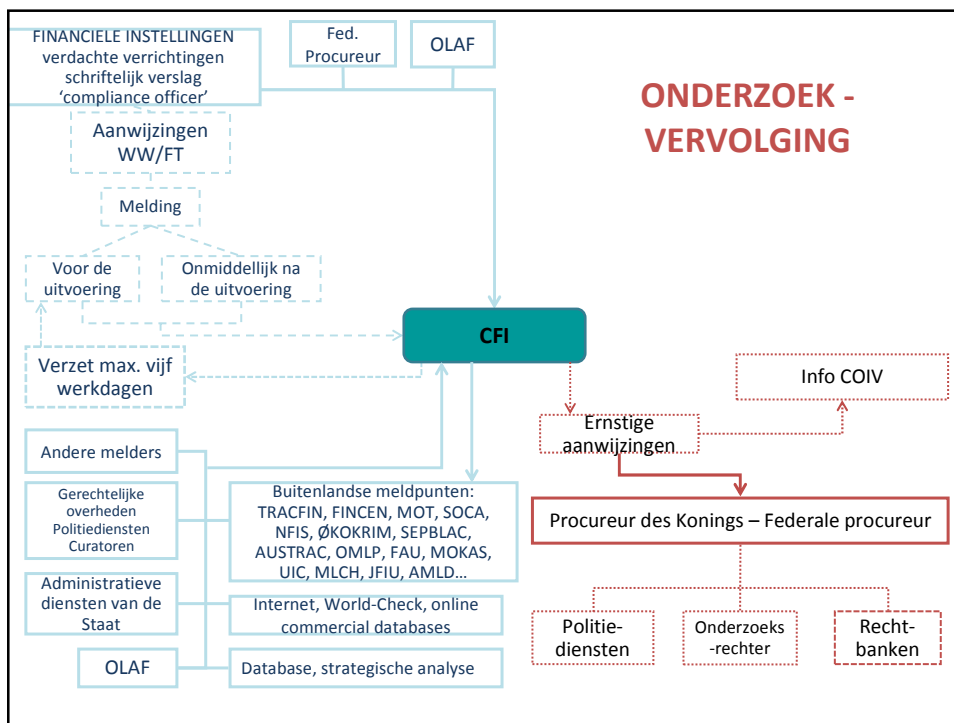 FINANCIELE INSTELLINGEN
verdachte verrichtingen
schriftelijk verslag
‘compliance officer’
Fed.
Procureur
OLAF
ONDERZOEK -
VERVOLGING
Aanwijzingen
WW/FT
Melding
Voor de
uitvoering
Onmiddellijk na
de uitvoering
CFI
Verzet max. vijf
werkdagen
Info COIV
Ernstige
aanwijzingen
Andere melders
Gerechtelijke
overheden
Politiediensten
Curatoren
Buitenlandse meldpunten:
TRACFIN, FINCEN, MOT, SOCA,
NFIS, ØKOKRIM, SEPBLAC,
AUSTRAC, OMLP, FAU, MOKAS,
UIC, MLCH, JFIU, AMLD…
Procureur des Konings – Federale procureur
Administratieve
diensten van de
Staat
Internet, World-Check, online
commercial databases
Politie-
diensten
Onderzoeks
-rechter
Recht-
banken
OLAF
Database, strategische analyse